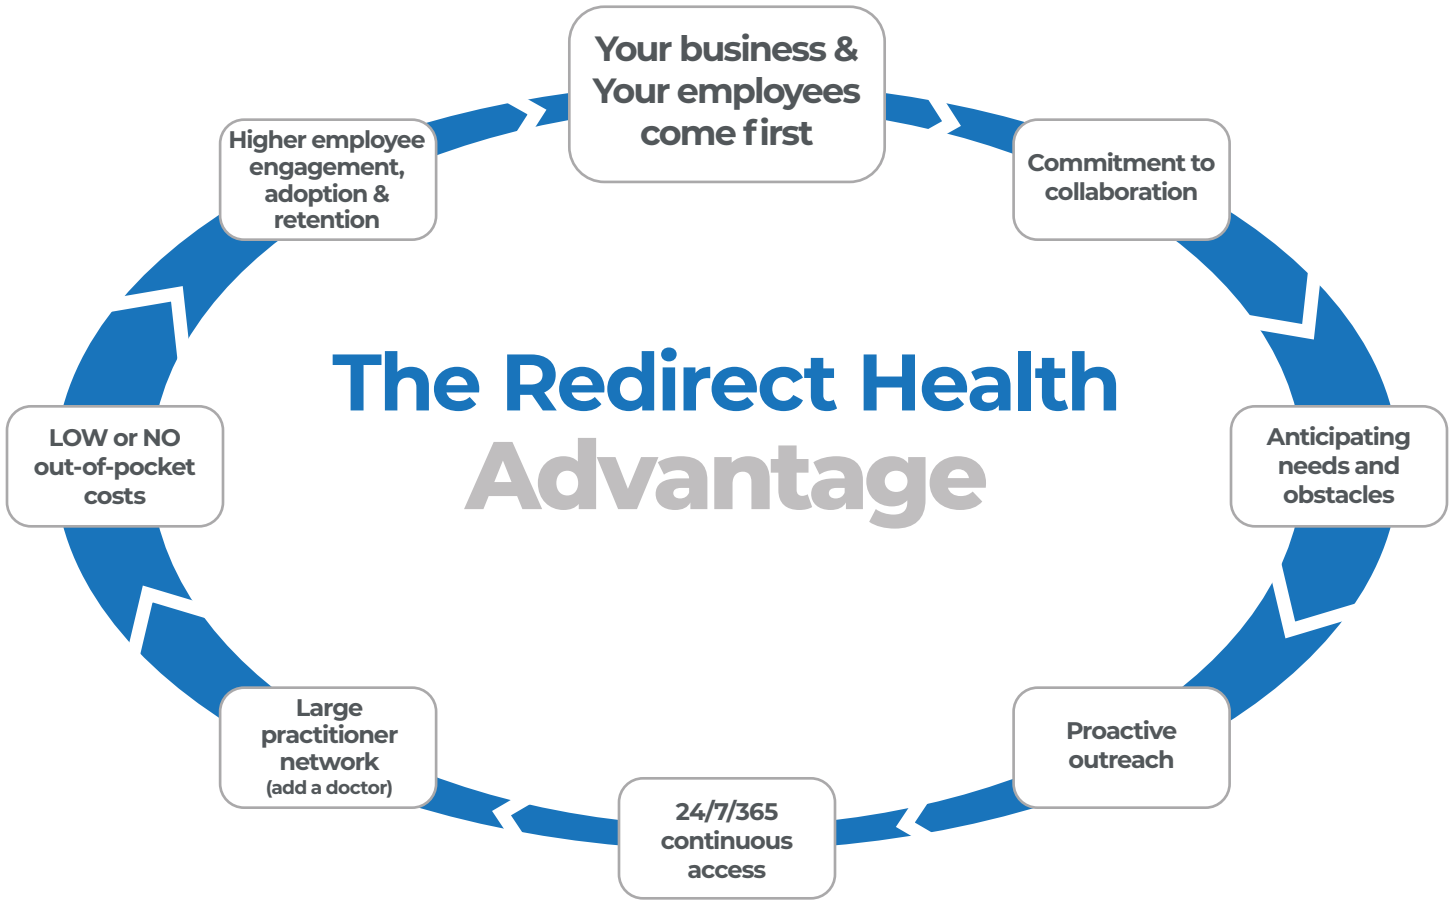 Your business &
Your employees
come first
Commitment to
collaboration
Anticipating
needs and
obstacles
Proactive
outreach
24/7/365
continuous
access
Large
practitioner
network
(add a doctor)
LOW or NO
out-of-pocket
costs
Higher employee
engagement,
adoption &
retention
The Redirect Health
Advantage